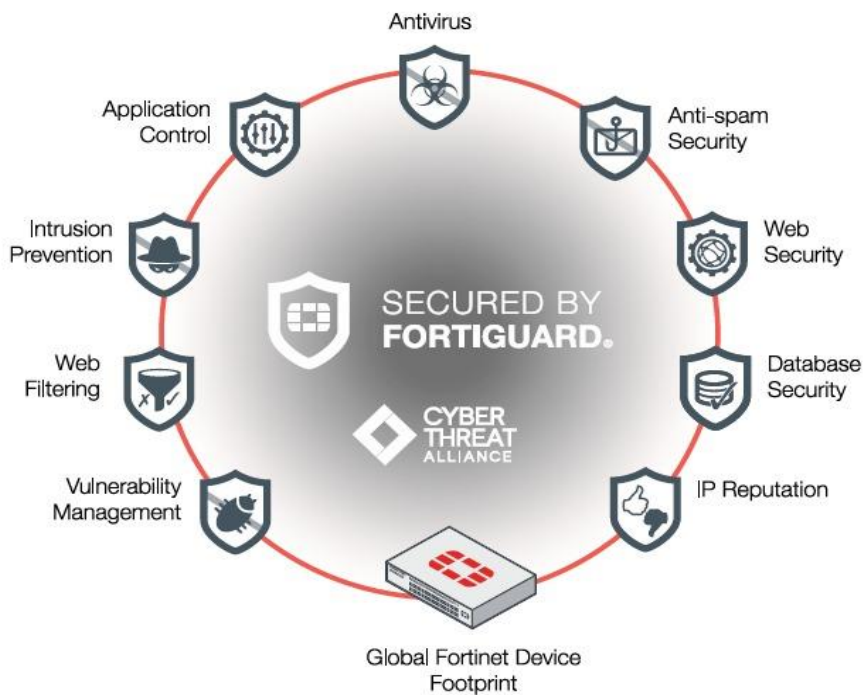 Antivirus
Application
Control
Anti-spam
Security
Intrusion
Prevention
Web
Security
SECURED BY
FORTIGUARD®
Web
Filtering
Database
Security
CYBER
THREAT
ALLIANCE
Vulnerability
Management
IP Reputation
Global Fortinet Device
Footprint